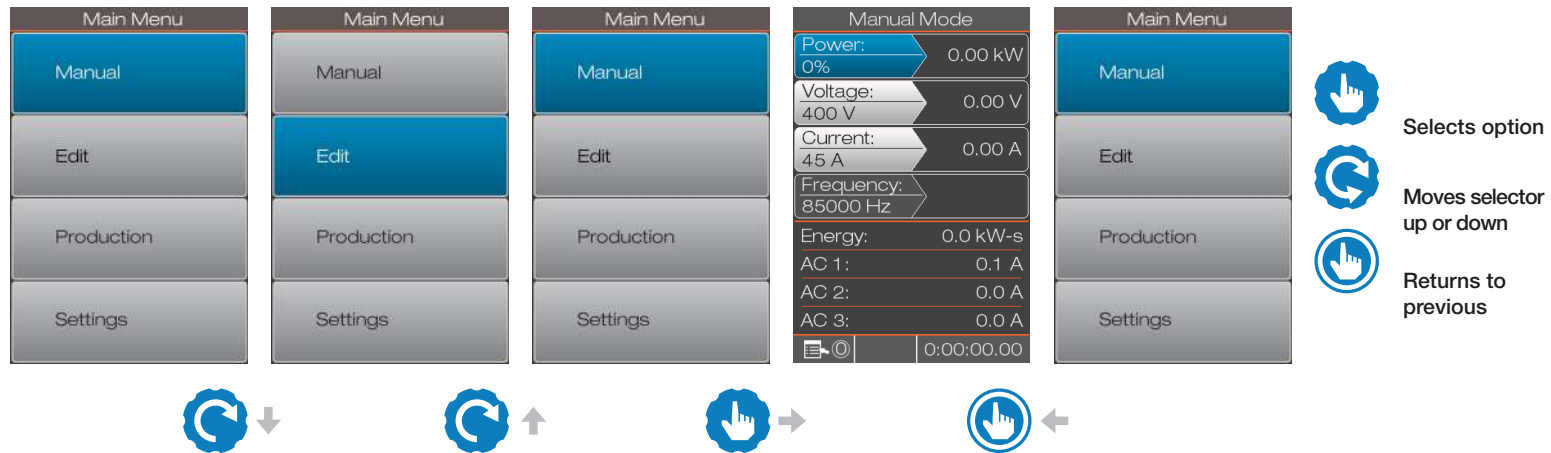 Main Menu
Manual
Edit
Production
Settings
Main Menu
Manual
Edit
Production
Settings
Main Menu
Manual
Edit
Production
Settings
Manual Mode
Power:
0%
0.00 kW
Voltage:
400 V
0.00 V
Current:
45 A
0.00 A
Frequency:
85000 Hz
Energy: 0.0 kW-s
AC 1: 0.1 A
AC 2: 0.0 A
AC 3: 0.0 A
0 0:00:00.00
Main Menu
Manual
Edit
Production
Settings
Selects option
Moves selector
up or down
Returns to
previous